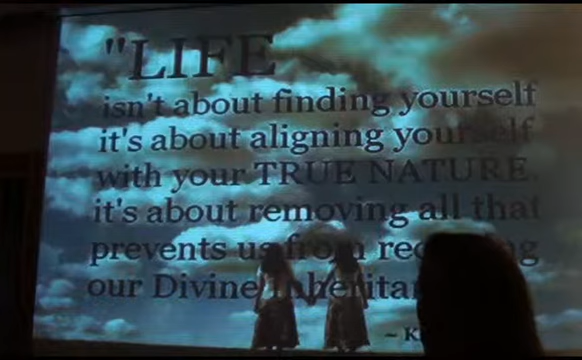 "LIFE
isn't about finding yourself
it's about aligning yourself
with your TRUE NATURE.
it's about removing all that
prevents us from
our Divine
~ K